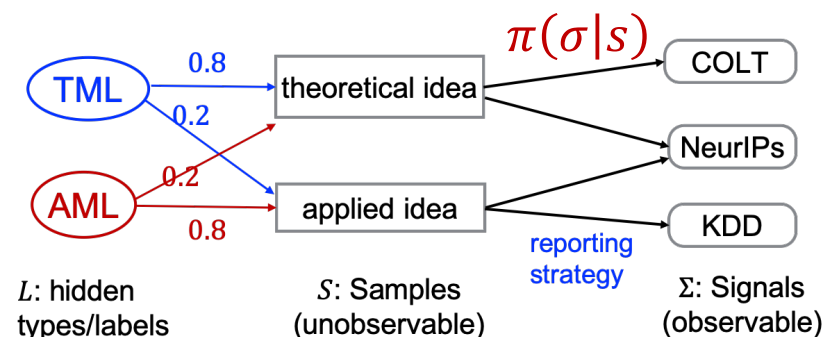 π(σ|s)
COLT
0.8
TML
theoretical idea
0.2
NeurIPs
0.2
AML
applied idea
KDD
0.8
reporting
strategy
L: hidden
types/labels
S: Samples
(unobservable)
Σ: Signals
(observable)